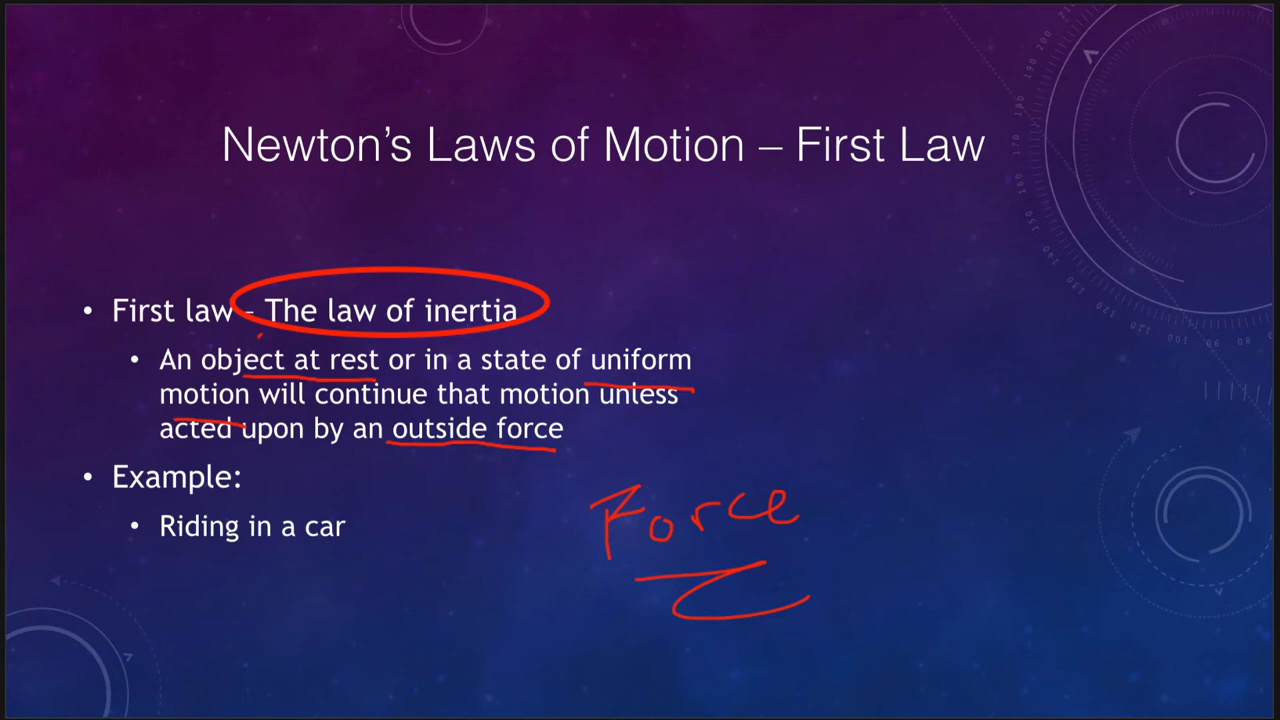 Newton's Laws of Motion – First Law
• First law – The law of inertia
• An object at rest or in a state of uniform
motion will continue that motion unless
acted upon by an outside force
• Example:
• Riding in a car
Force